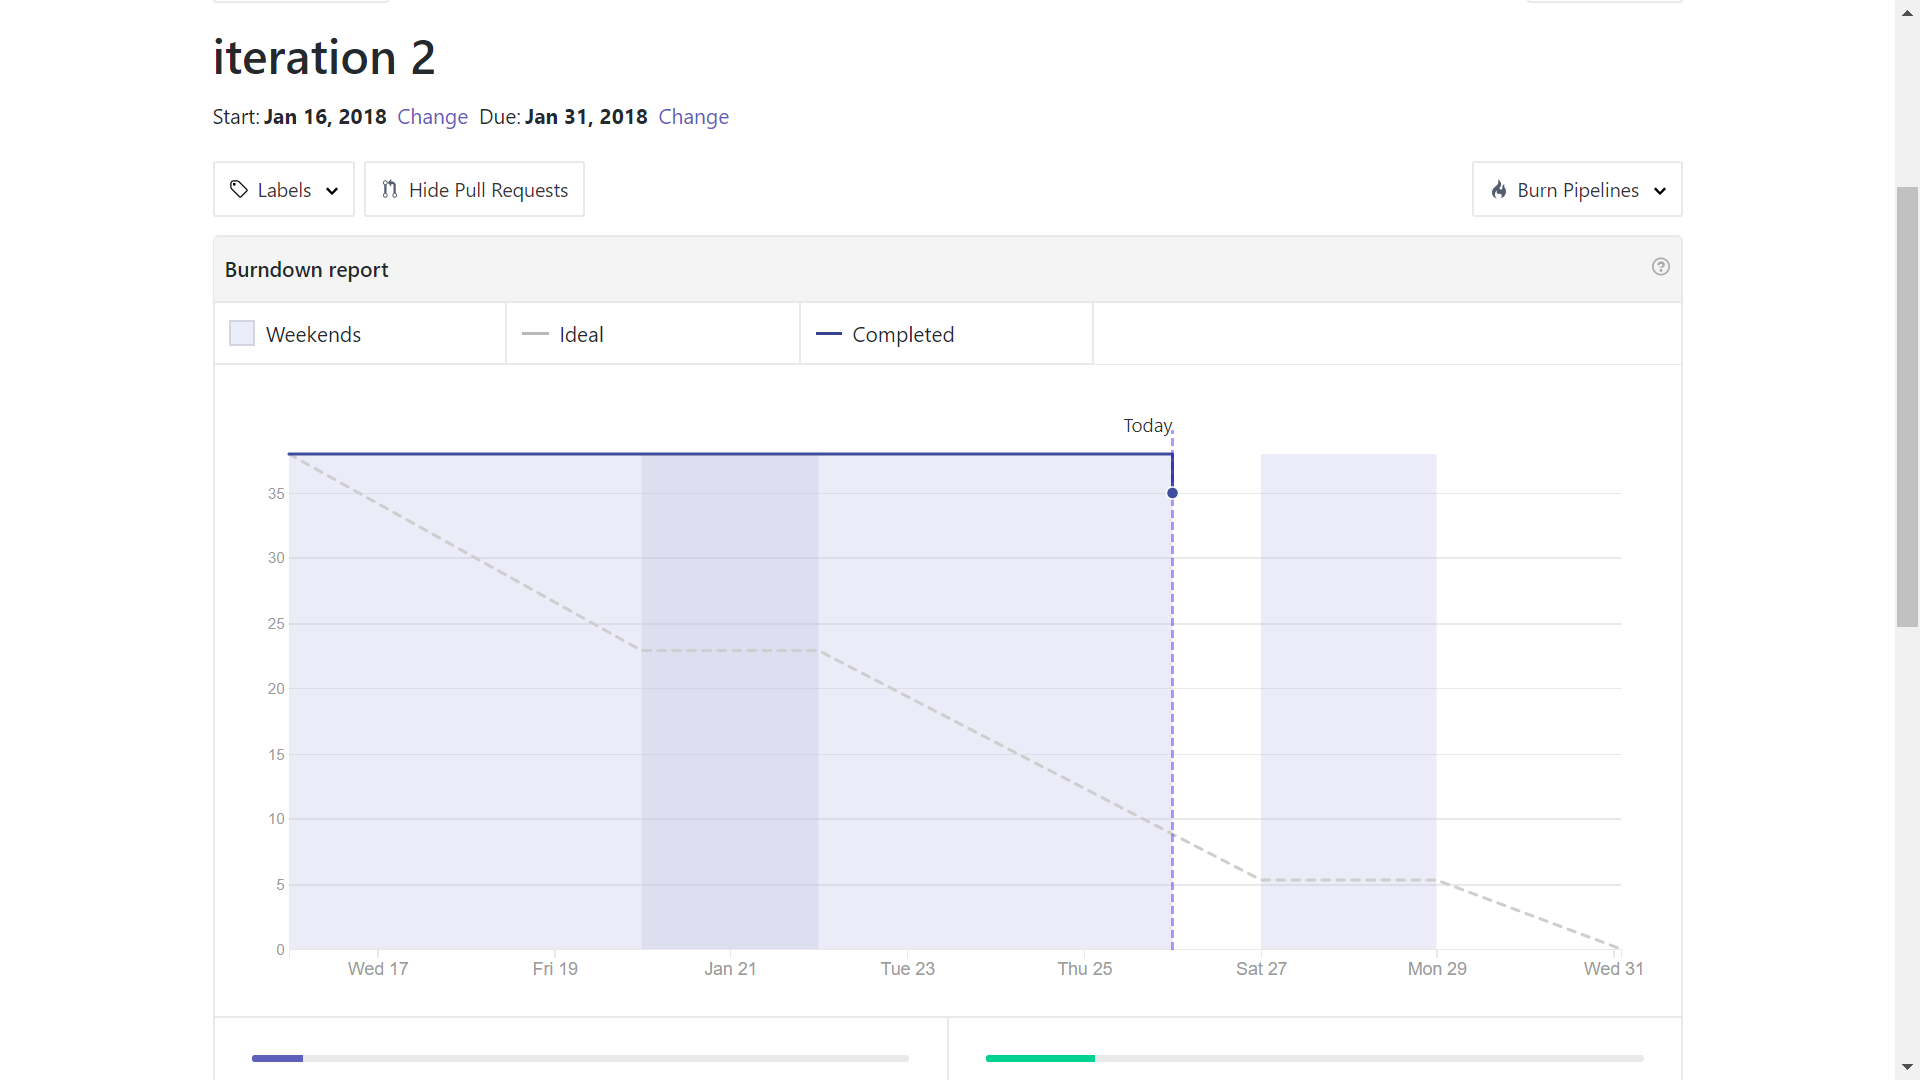 iteration 2
Start: Jan 16, 2018 Change Due: Jan 31, 2018 Change
Labels Hide Pull Requests Burn Pipelines
Burndown report
Weekends Ideal Completed
Today
35
30
25
20
15
10
5
0
Wed 17 Fri 19 Jan 21 Tue 23 Thu 25 Sat 27 Mon 29 Wed 31